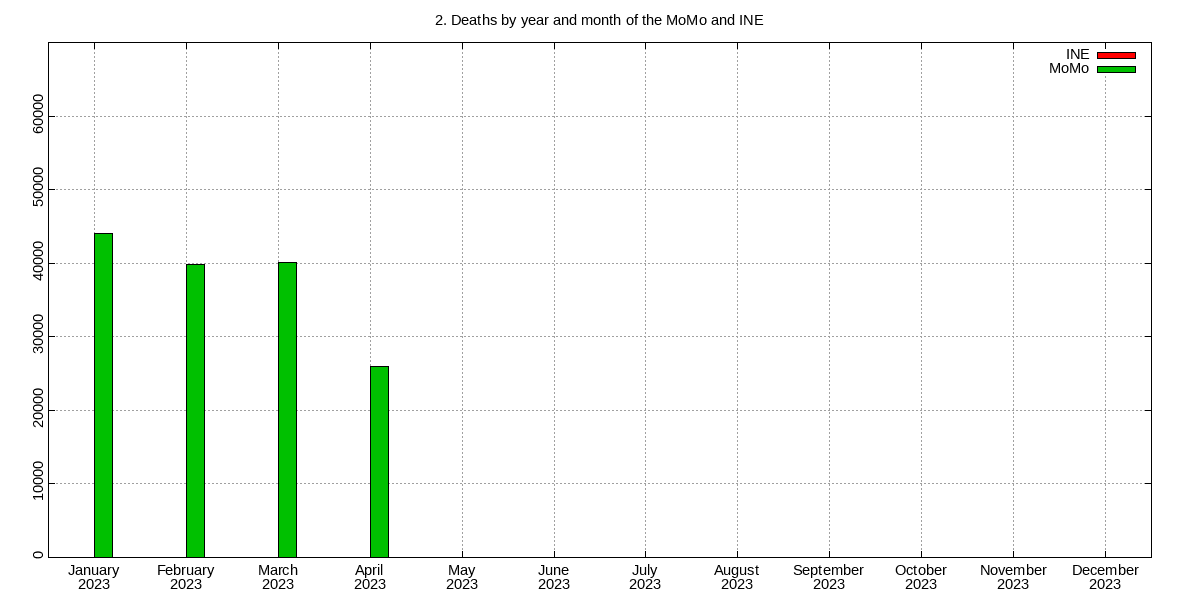 2. Deaths by year and month of the MoMo and INE
INE
MoMo
60000
50000
40000
30000
20000
10000
0
January February March April May June July August September October November December
2023 2023 2023 2023 2023 2023 2023 2023 2023 2023 2023 2023